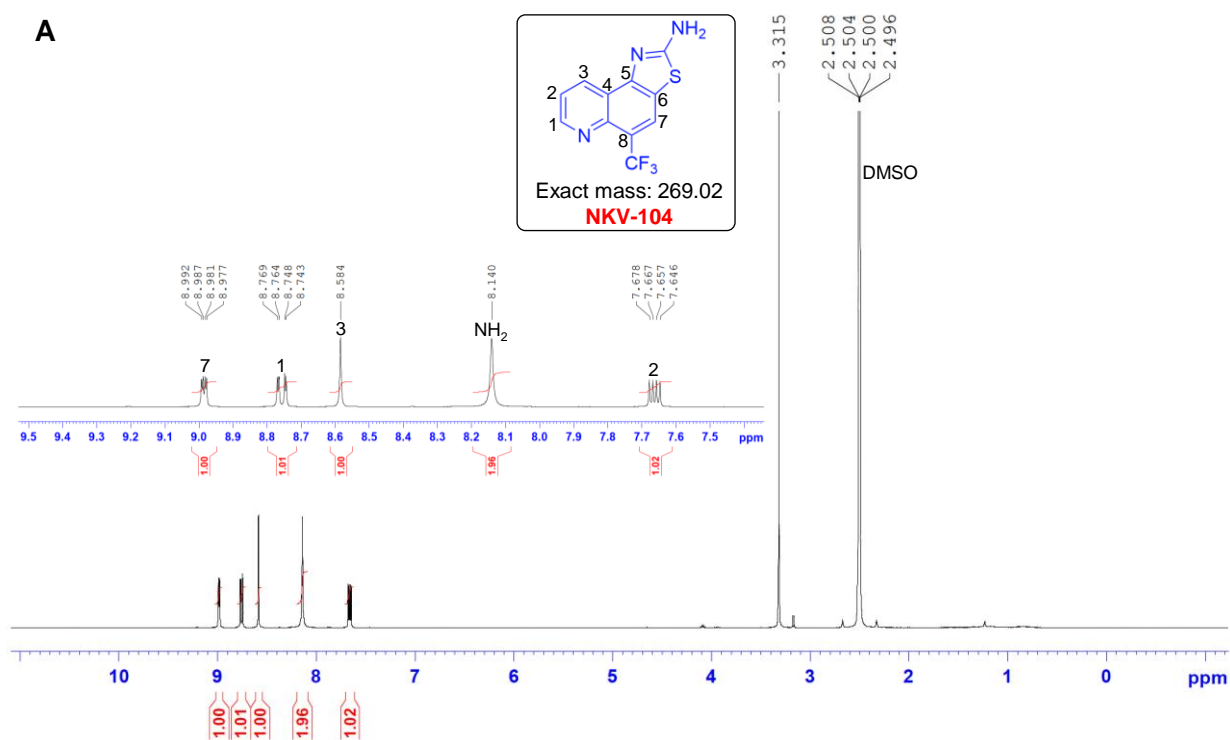 A
NH2
N
S
3
5
4
2
6
1
7
8
N
CF3
Exact mass: 269.02
NKV-104
3.315
2.508
2.504
2.500
2.496
DMSO
8.992
8.987
8.981
8.977
8.769
8.764
8.748
8.743
8.584
8.140
7.678
7.667
7.657
7.646
7
1
3
NH2
2
9.5 9.4 9.3 9.2 9.1 9.0 8.9 8.8 8.7 8.6 8.5 8.4 8.3 8.2 8.1 8.0 7.9 7.8 7.7 7.6 7.5 ppm
1.00 1.01 1.00 1.96 1.02
10 9 8 7 6 5 4 3 2 1 0 ppm
1.00 1.01 1.00 1.96 1.02